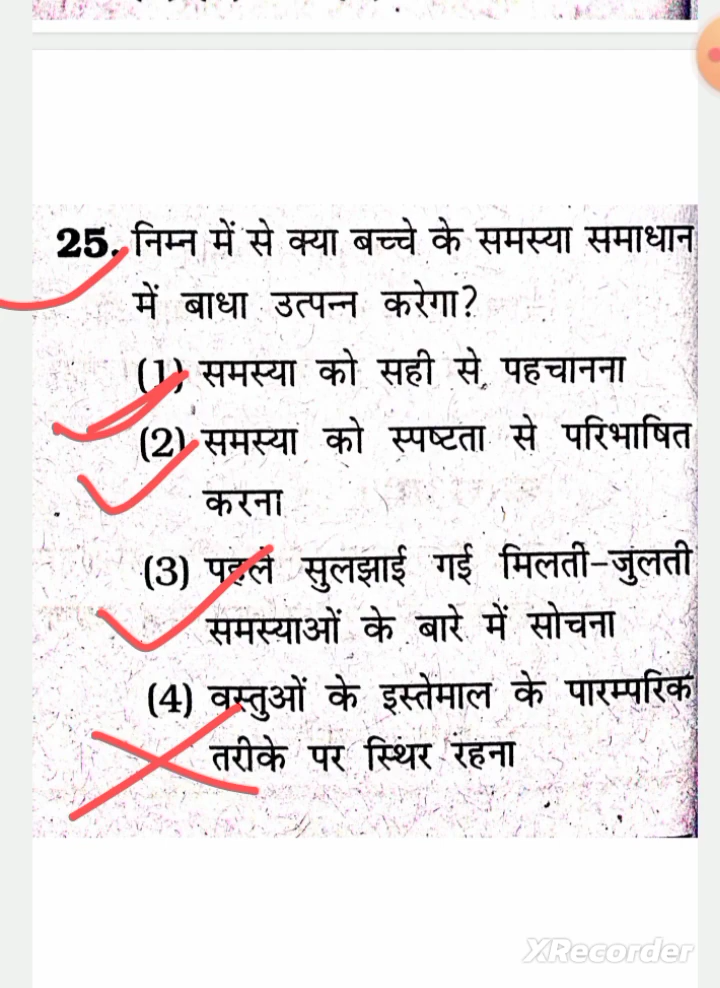 25. निम्न में से क्या बच्चे के समस्या समाधान
में बाधा उत्पन्न करेगा?
(1) समस्या को सही से पहचानना
(2) समस्या को स्पष्टता से परिभाषित
करना
(3) पहले सुलझाई गई मिलती-जुलती
समस्याओं के बारे में सोचना
(4) वस्तुओं के इस्तेमाल के पारम्परिक
तरीके पर स्थिर रहना
XRecorder